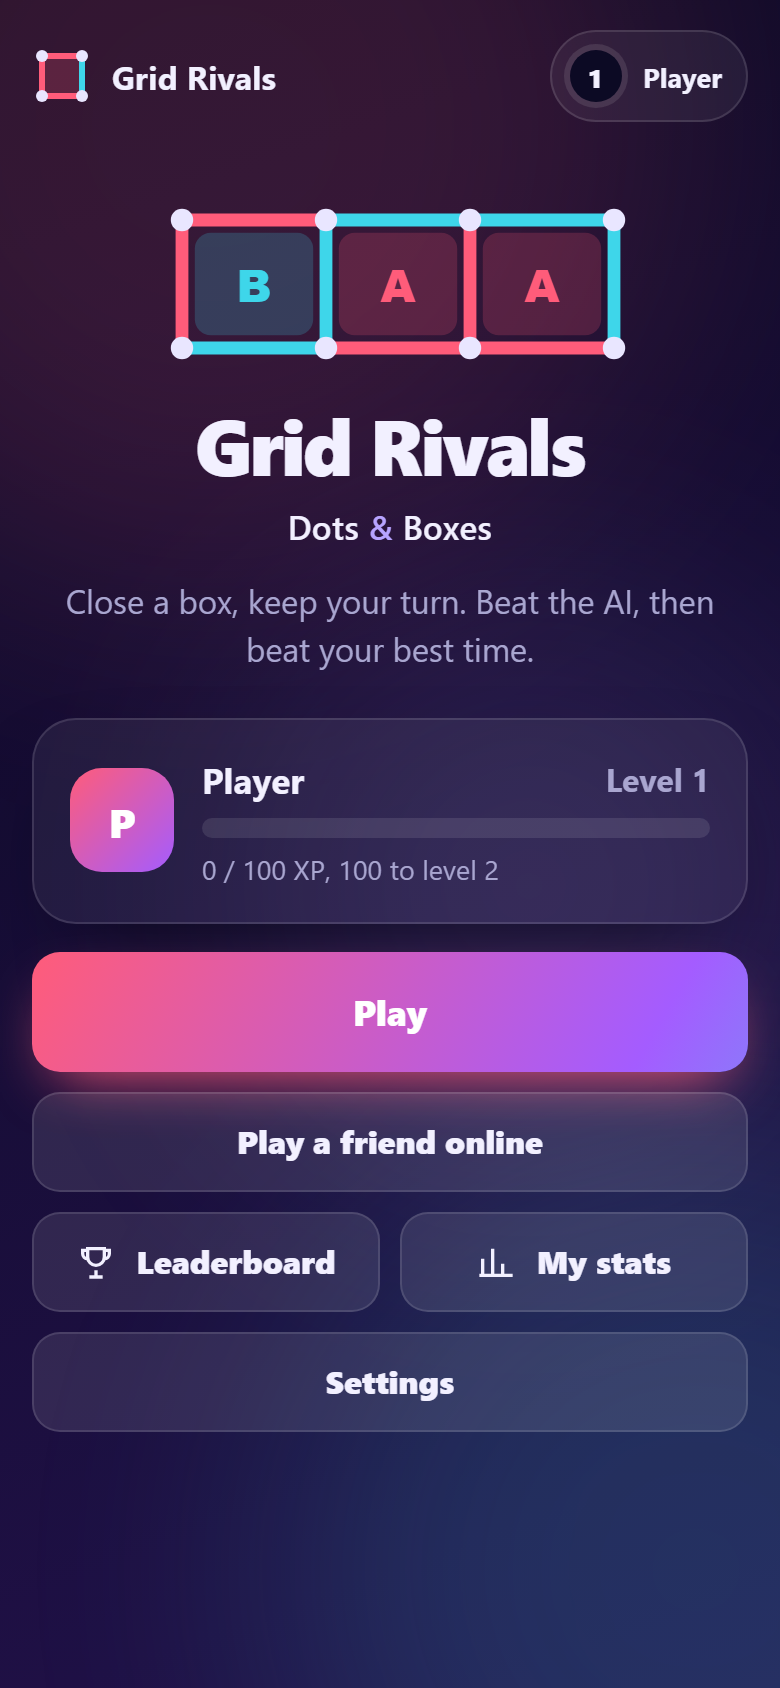 Grid Rivals
1 Player
B A A
Grid Rivals
Dots & Boxes
Close a box, keep your turn. Beat the AI, then
beat your best time.
P
Player Level 1
0 / 100 XP, 100 to level 2
Play
Play a friend online
Leaderboard
My stats
Settings